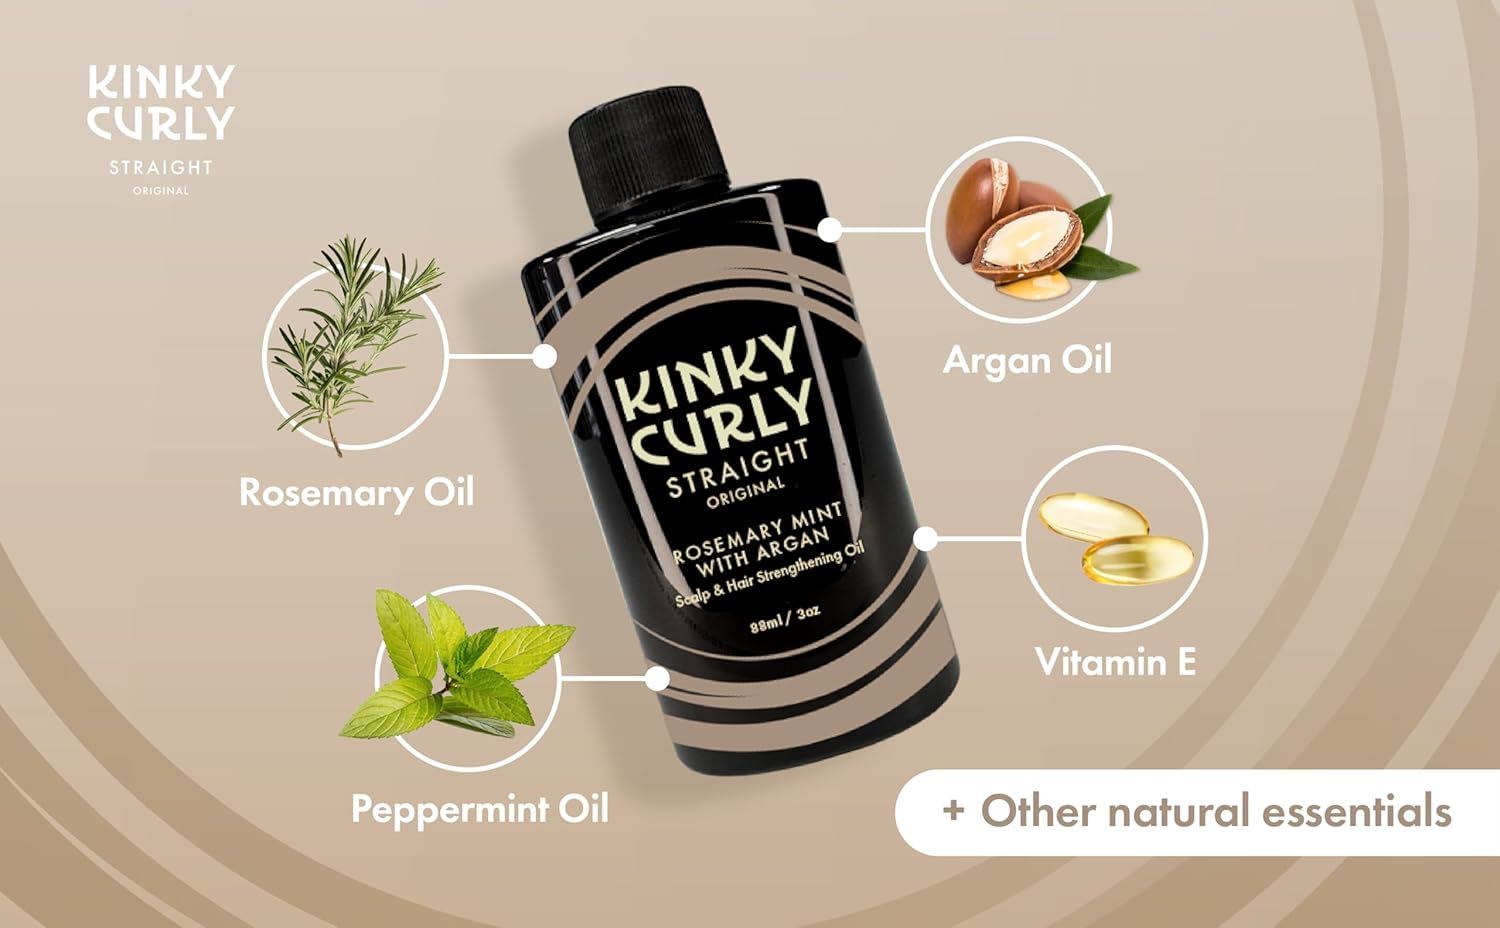 KINKY
CURLY
STRAIGHT
ORIGINAL
Rosemary Oil
Peppermint Oil
KINKY
CURLY
STRAIGHT
ORIGINAL
ROSEMARY MINT
WITH ARGAN
Scalp & Hair Strengthening Oil
88ml / 3oz
Argan Oil
Vitamin E
+ Other natural essentials